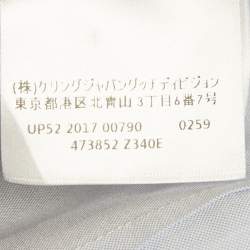 (株)ケリングジャパングッチディビジョン
東京都港区北青山3丁目6番7号
UP52 2017 00790 0259
473852 Z340E